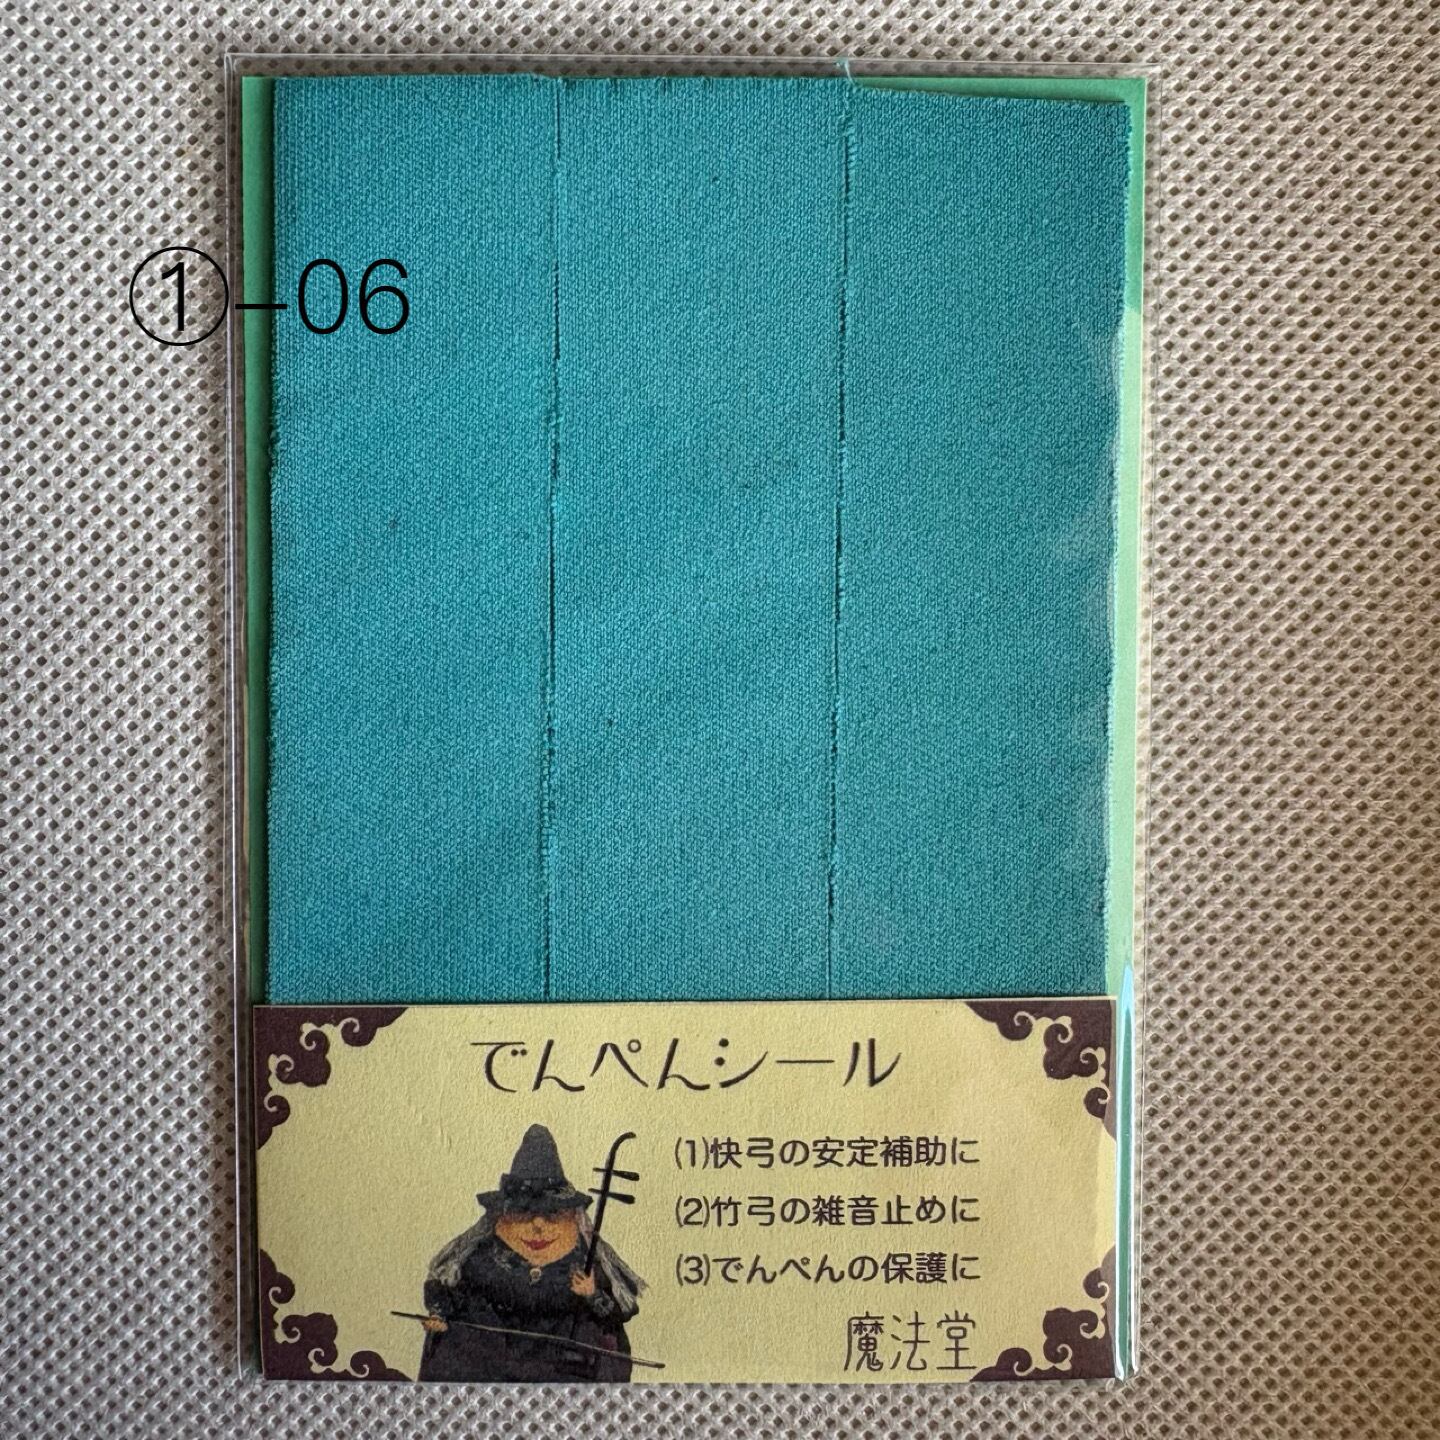 ①-06
でんぺんシール
(1)快弓の安定補助に
(2)竹弓の雑音止めに
(3)でんぺんの保護に
魔法堂